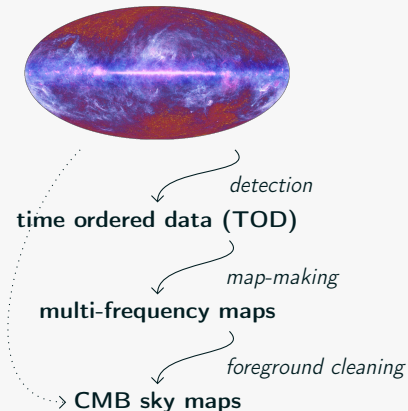 detection
time ordered data (TOD)
map-making
multi-frequency maps
foreground cleaning
CMB sky maps